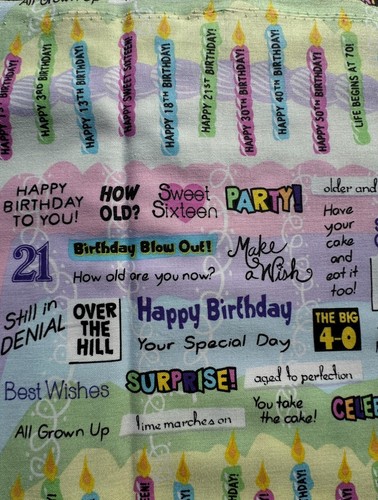 All Grown Up
HAPPY 1ST BIRTHDAY!
HAPPY 3RD BIRTHDAY!
HAPPY 13TH BIRTHDAY!
HAPPY SWEET SIXTEEN!
HAPPY 18TH BIRTHDAY!
HAPPY 21ST BIRTHDAY!
HAPPY 30TH BIRTHDAY!
HAPPY 40TH BIRTHDAY!
HAPPY 50TH BIRTHDAY!
LIFE BEGINS AT 70!
HAPPY
BIRTHDAY
TO YOU!
HOW
OLD?
Sweet
Sixteen
PARTY!
older and
Have
your
cake
and
eat it
too!
21
Birthday Blow Out!
How old are you now?
Make
a Wish
Still in
DENIAL
OVER
THE
HILL
Happy Birthday
Your Special Day
THE BIG
4-0
Best Wishes
SURPRISE!
aged to perfection
You take
the cake!
All Grown Up
time marches on